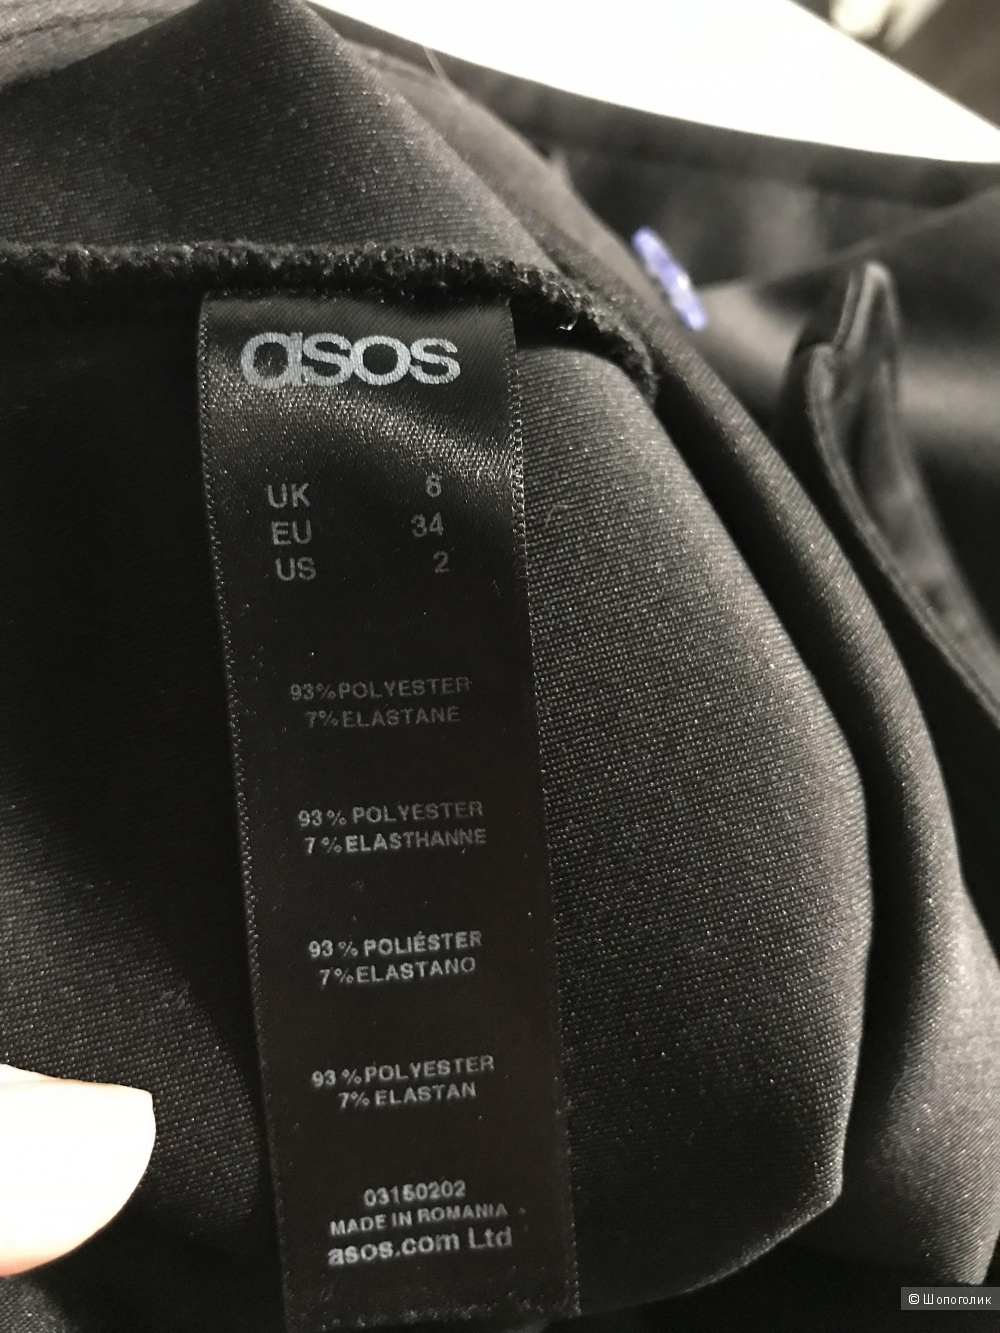 asos
UK 6
EU 34
US 2
93%POLYESTER
7%ELASTANE
93%POLYESTER
7%ELASTHANNE
93%POLIÉSTER
7%ELASTANO
93%POLYESTER
7%ELASTAN
03150202
MADE IN ROMANIA
asos.com Ltd
© Шопоголик